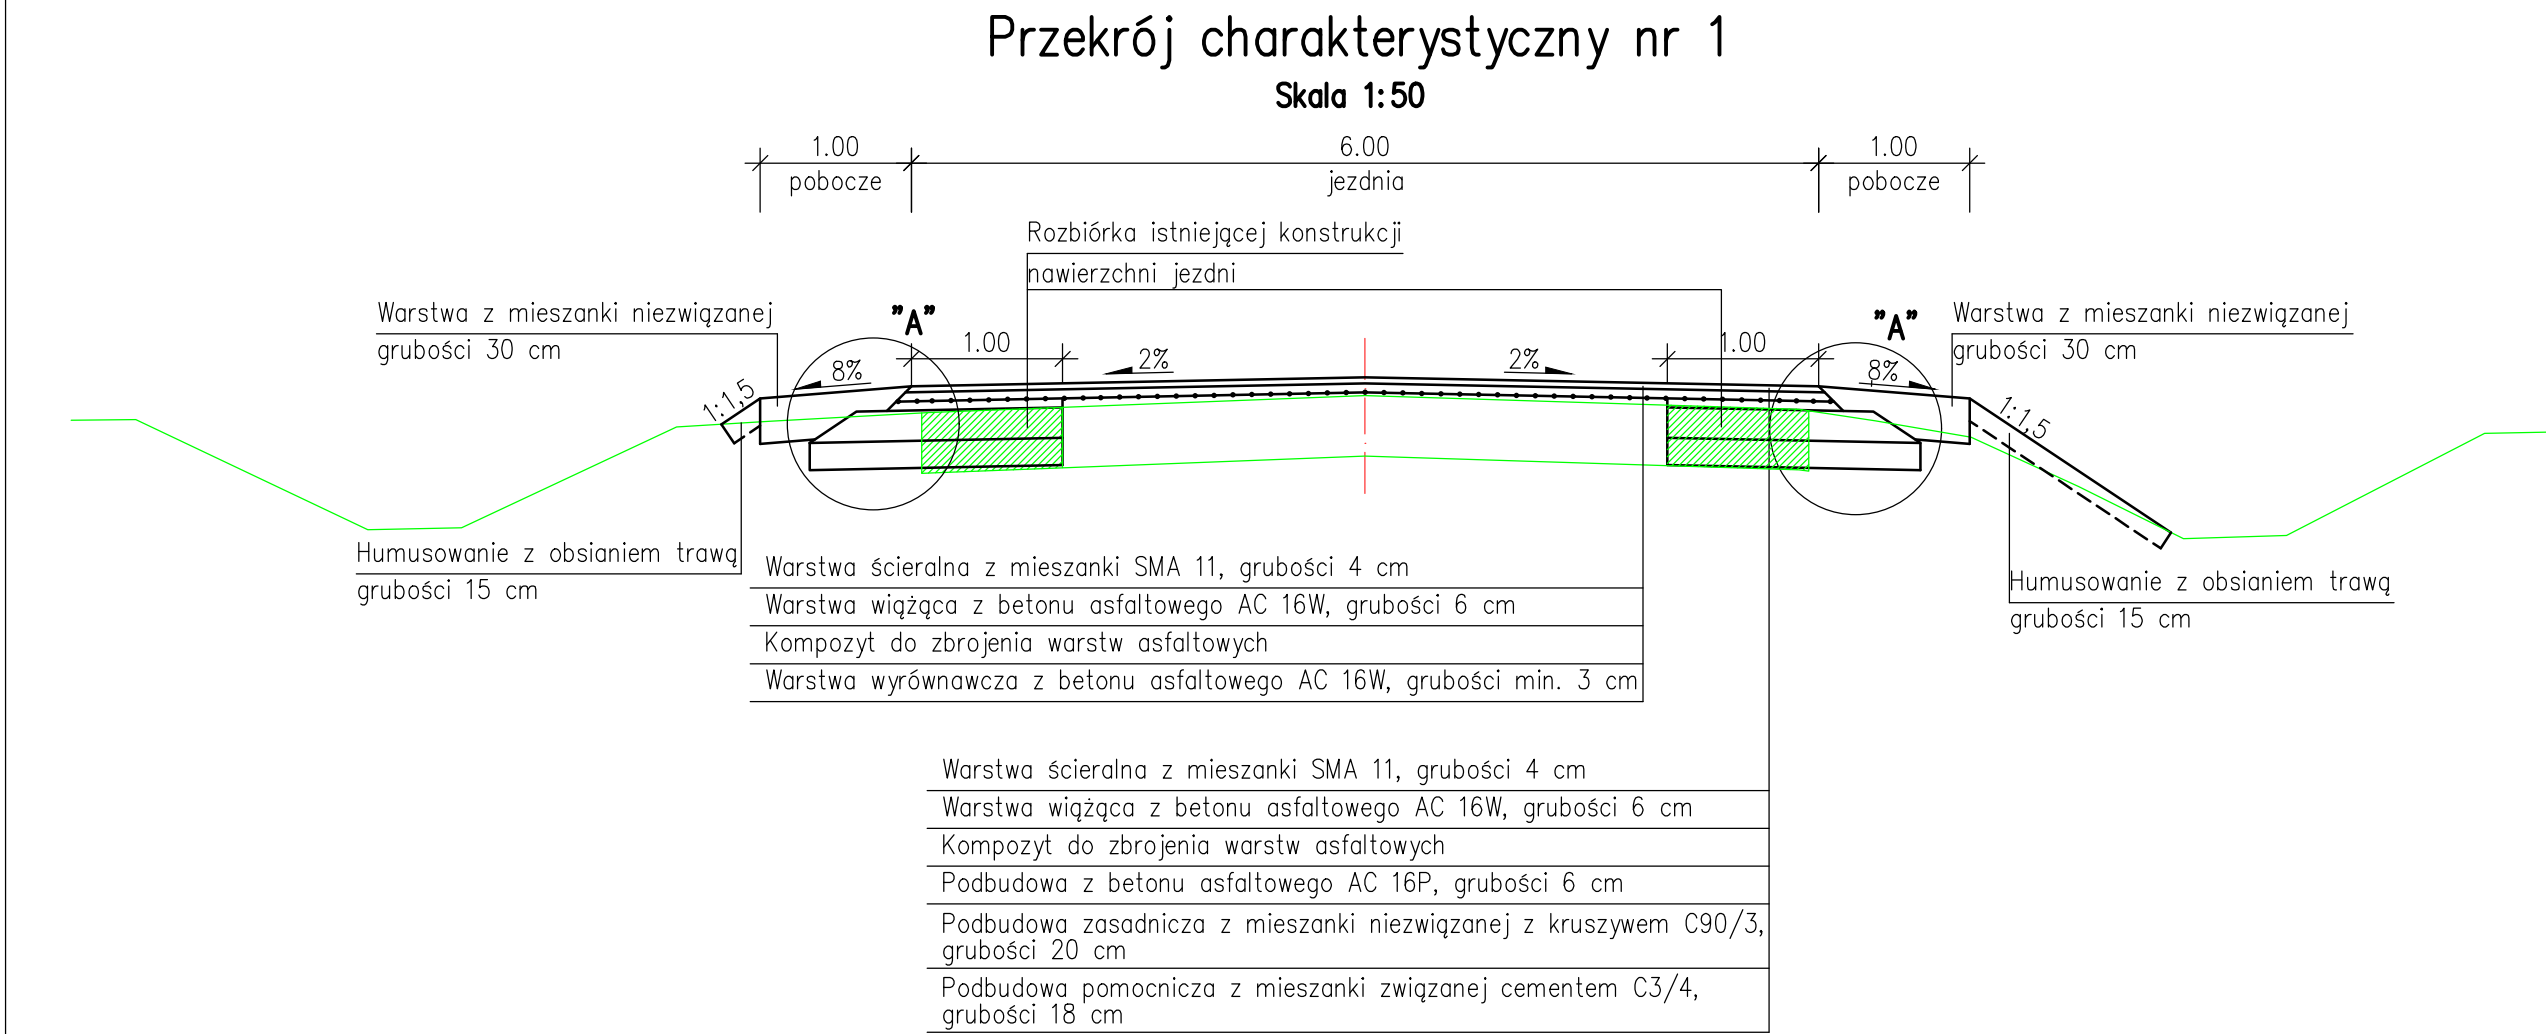 Przekrój charakterystyczny nr 1
Skala 1:50
1.00
6.00
1.00
pobocze
jezdnia
pobocze
Rozbiórka istniejącej konstrukcji
nawierzchni jezdni
Warstwa z mieszanki niezwiązanej
grubości 30 cm
"A"
"A"
Warstwa z mieszanki niezwiązanej
grubości 30 cm
1.00
1.00
8%
2%
2%
8%
1:1,5
1:1,5
Humusowanie z obsianiem trawą
grubości 15 cm
Warstwa ścieralna z mieszanki SMA 11, grubości 4 cm
Warstwa wiążąca z betonu asfaltowego AC 16W, grubości 6 cm
Kompozyt do zbrojenia warstw asfaltowych
Warstwa wyrównawcza z betonu asfaltowego AC 16W, grubości min. 3 cm
Humusowanie z obsianiem trawą
grubości 15 cm
Warstwa ścieralna z mieszanki SMA 11, grubości 4 cm
Warstwa wiążąca z betonu asfaltowego AC 16W, grubości 6 cm
Kompozyt do zbrojenia warstw asfaltowych
Podbudowa z betonu asfaltowego AC 16P, grubości 6 cm
Podbudowa zasadnicza z mieszanki niezwiązanej z kruszywem C90/3,
grubości 20 cm
Podbudowa pomocnicza z mieszanki związanej cementem C3/4,
grubości 18 cm